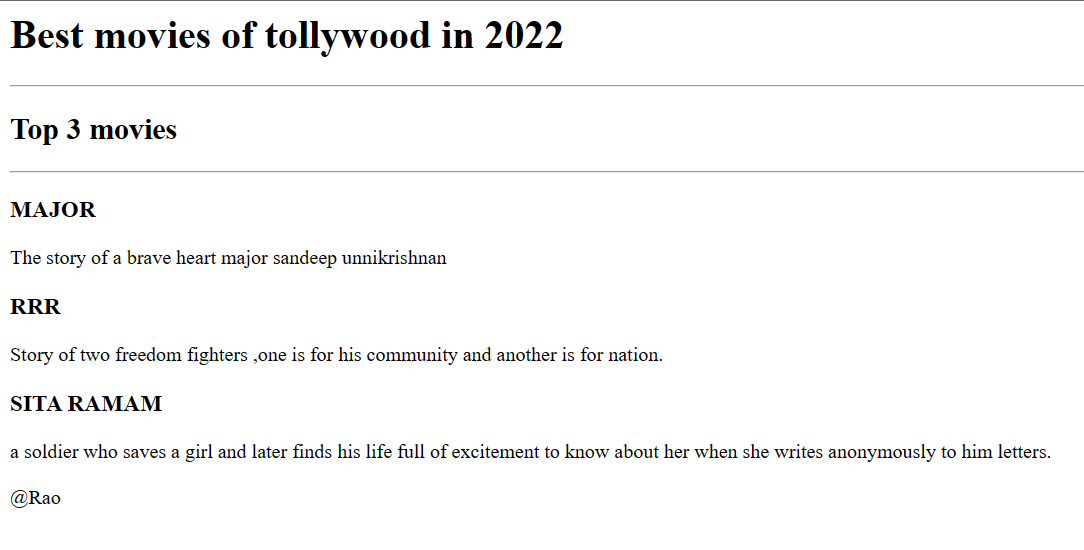 Best movies of tollywood in 2022
Top 3 movies
MAJOR
The story of a brave heart major sandeep unnikrishnan
RRR
Story of two freedom fighters ,one is for his community and another is for nation.
SITA RAMAM
a soldier who saves a girl and later finds his life full of excitement to know about her when she writes anonymously to him letters.
@Rao